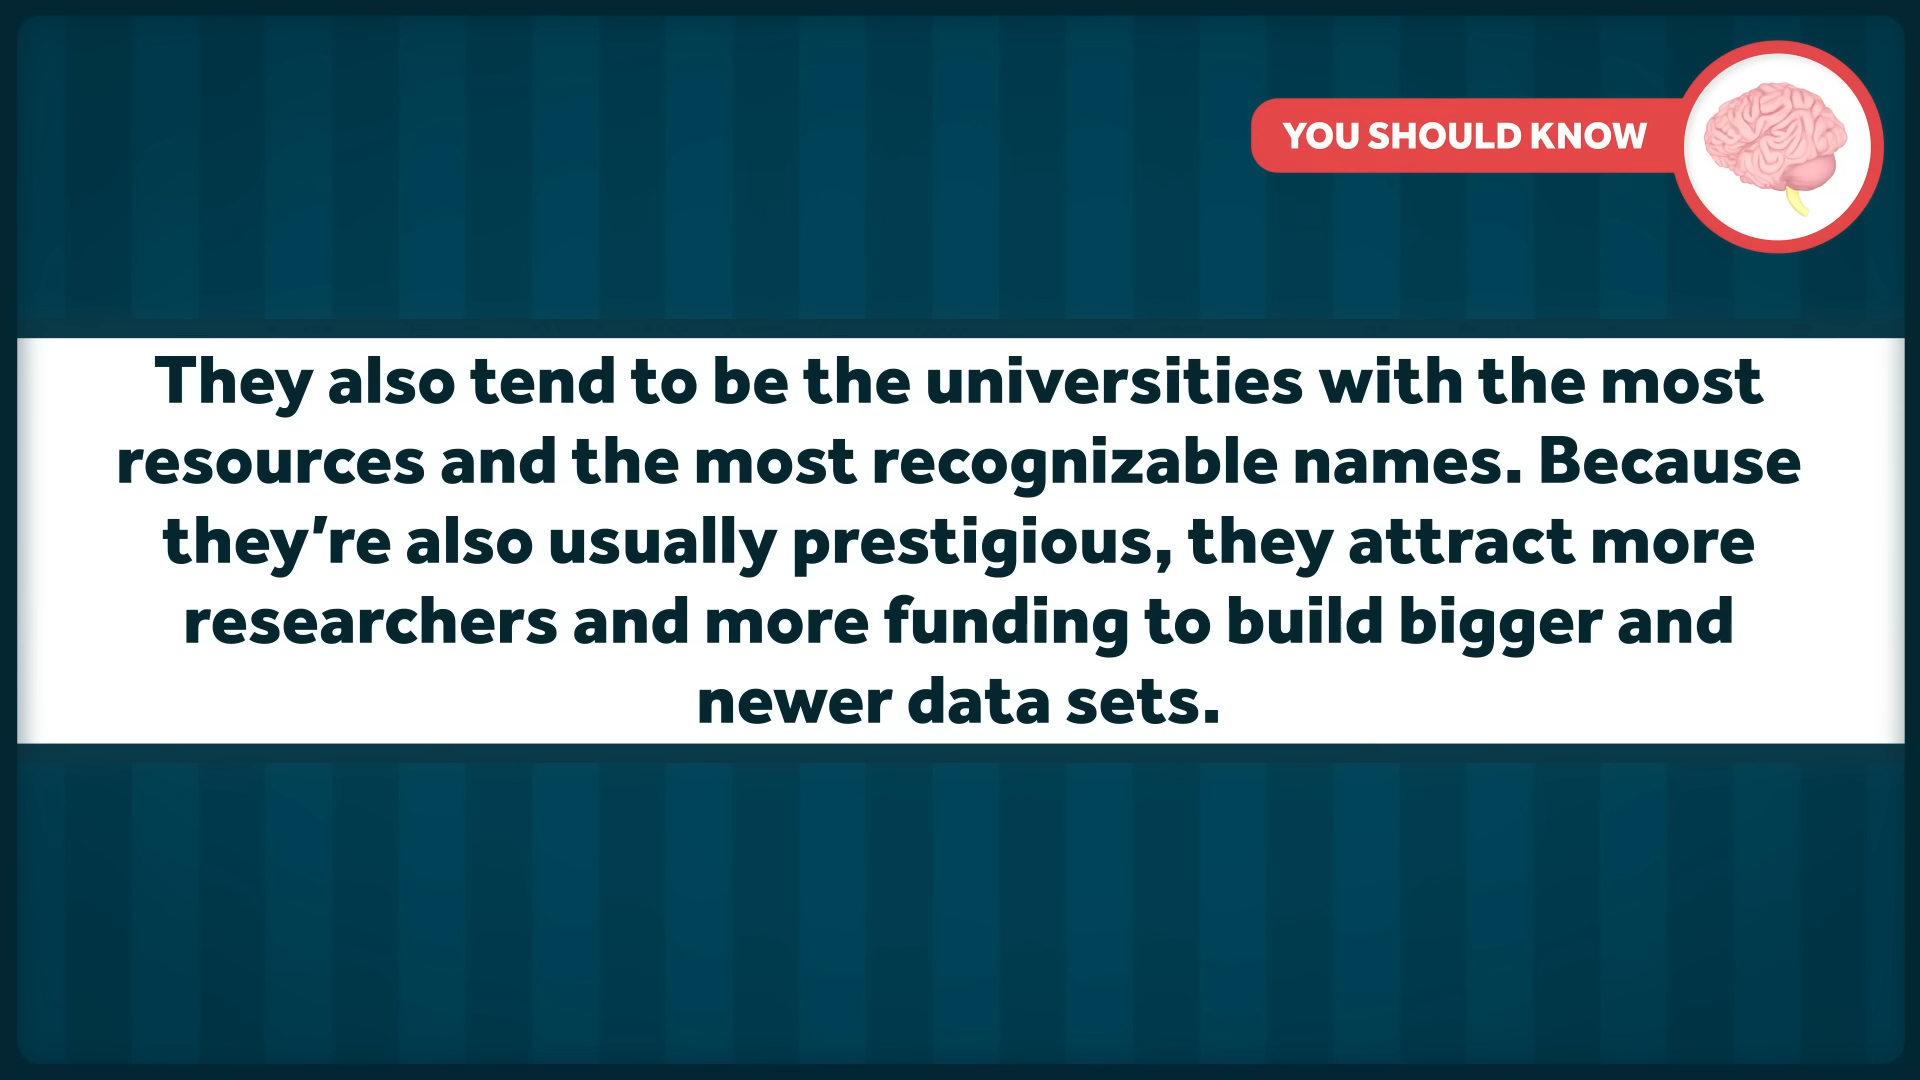 YOU SHOULD KNOW
They also tend to be the universities with the most
resources and the most recognizable names. Because
they’re also usually prestigious, they attract more
researchers and more funding to build bigger and
newer data sets.